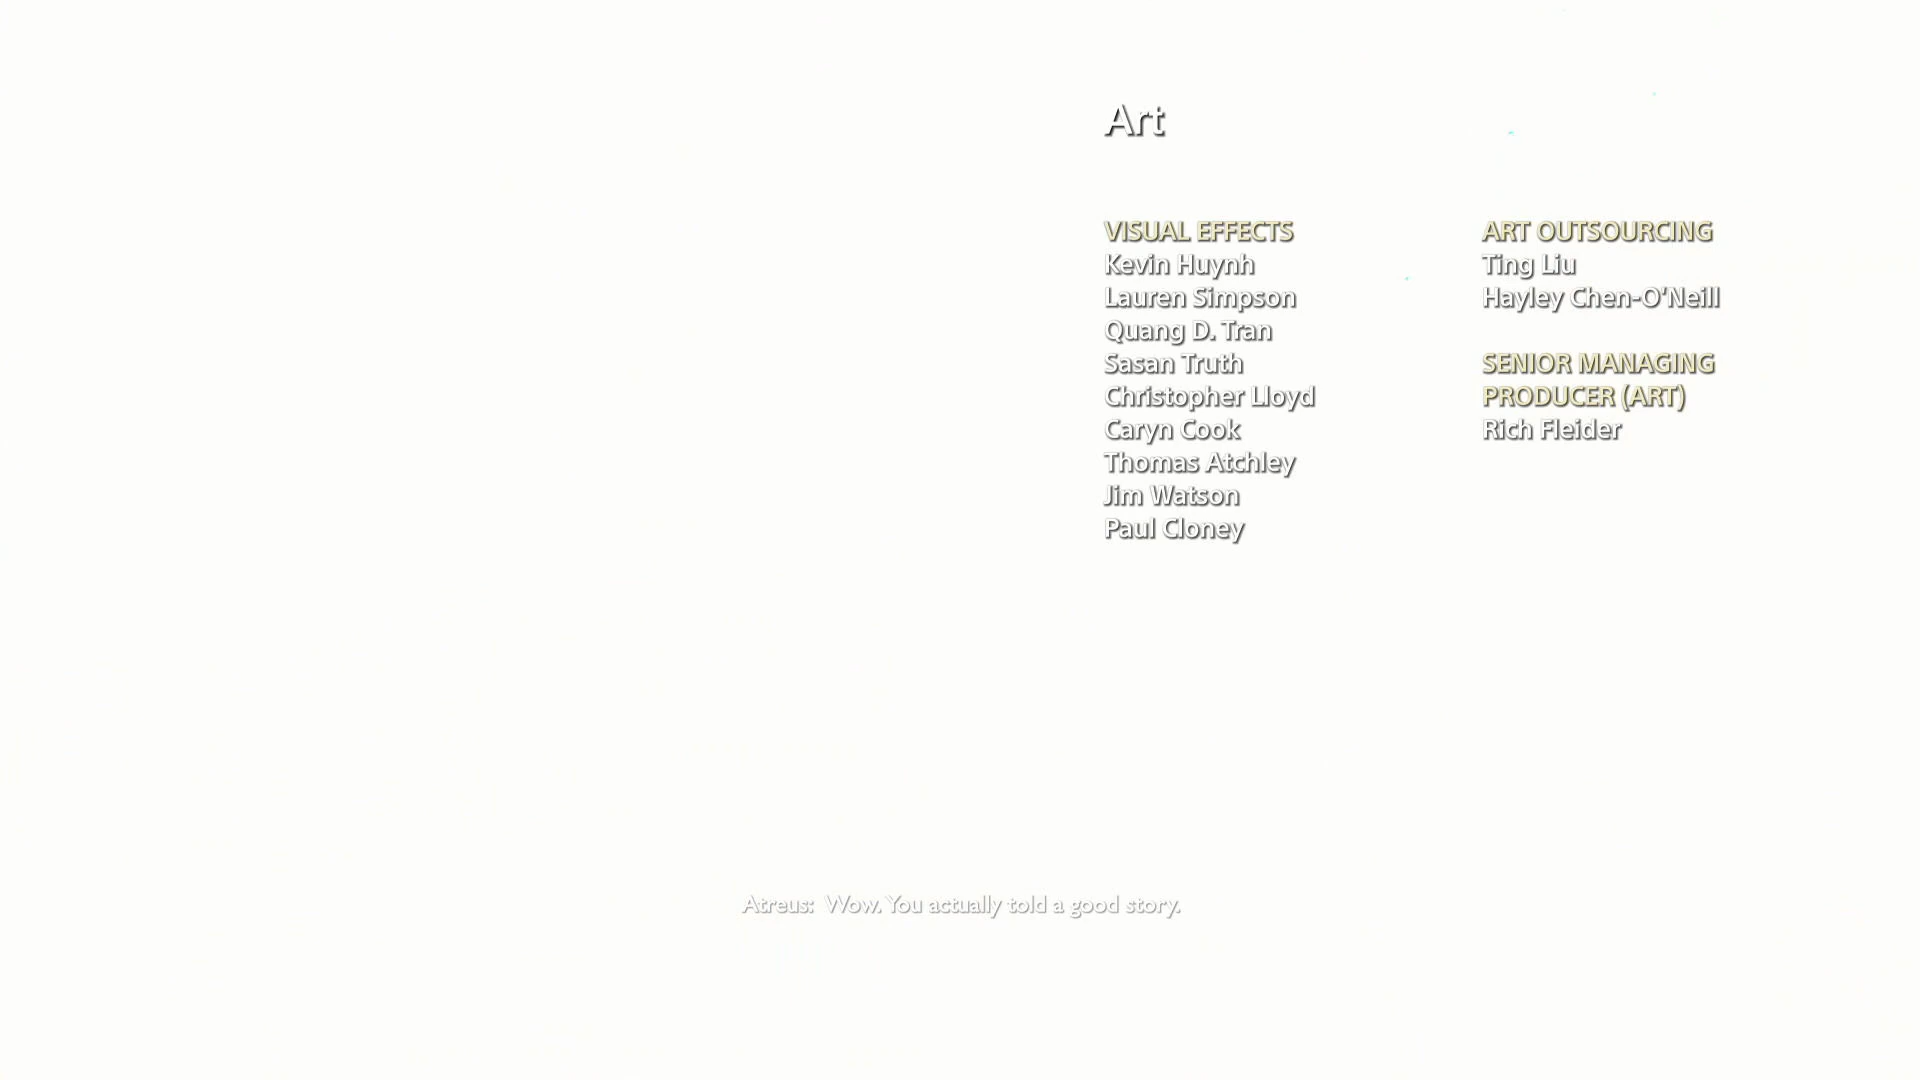 Art
VISUAL EFFECTS
Kevin Huynh
Lauren Simpson
Quang D. Tran
Sasan Truth
Christopher Lloyd
Caryn Cook
Thomas Atchley
Jim Watson
Paul Cloney
ART OUTSOURCING
Ting Liu
Hayley Chen-O'Neill
SENIOR MANAGING
PRODUCER (ART)
Rich Fleider
Atreus: Wow. You actually told a good story.